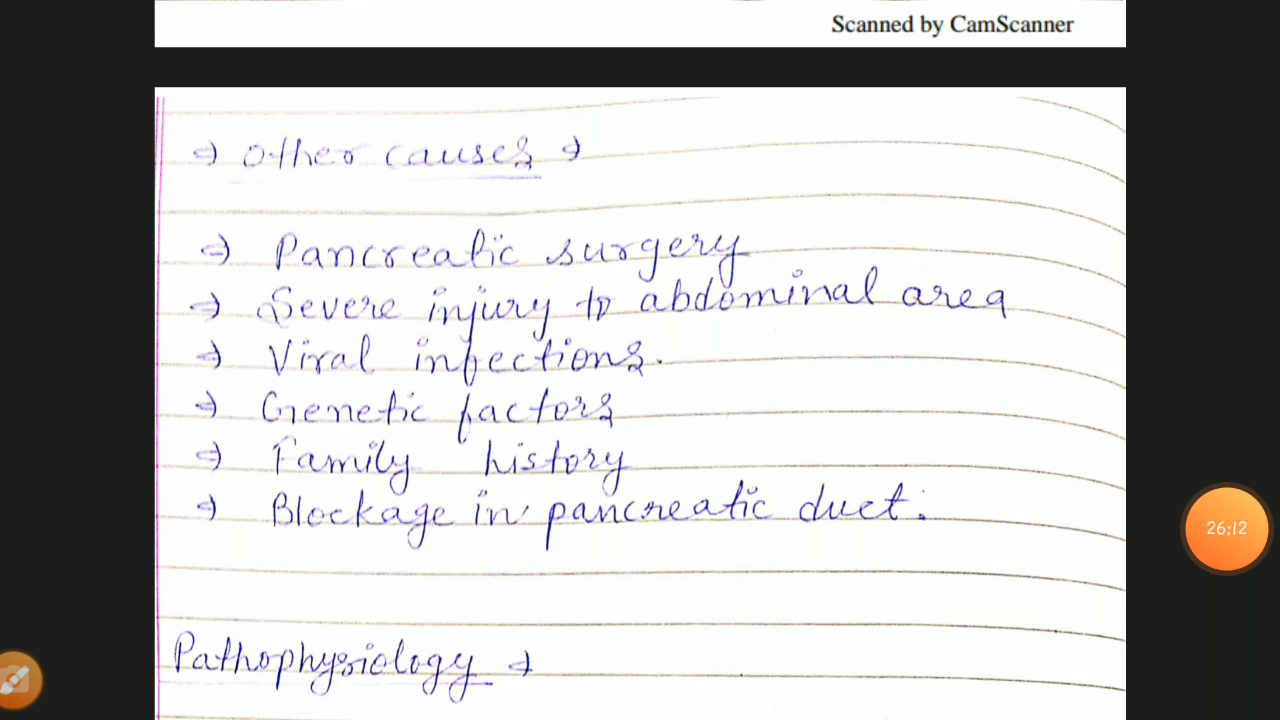 Scanned by CamScanner
⇒ Other causes →
⇒ Pancreatic surgery
⇒ Severe injury to abdominal area
⇒ Viral infections.
⇒ Genetic factors
⇒ Family history
⇒ Blockage in pancreatic duct.
26:12
Pathophysiology →